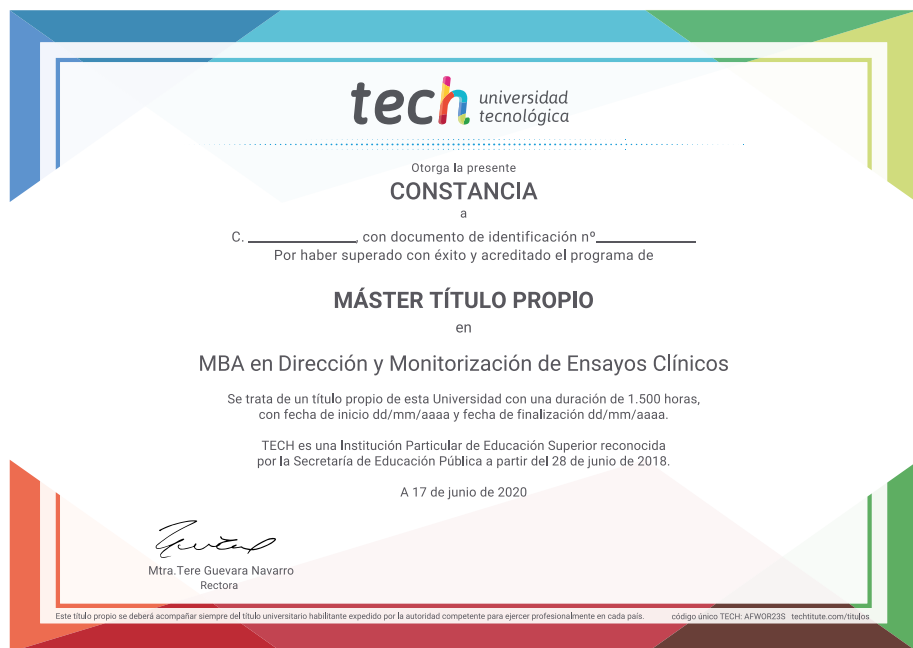 tech universidad
tecnológica
Otorga la presente
CONSTANCIA
a
C. ____________, con documento de identificación nº___________
Por haber superado con éxito y acreditado el programa de
MÁSTER TÍTULO PROPIO
en
MBA en Dirección y Monitorización de Ensayos Clínicos
Se trata de un título propio de esta Universidad con una duración de 1.500 horas,
con fecha de inicio dd/mm/aaaa y fecha de finalización dd/mm/aaaa.
TECH es una Institución Particular de Educación Superior reconocida
por la Secretaría de Educación Pública a partir del 28 de junio de 2018.
A 17 de junio de 2020
Mtra.Tere Guevara Navarro
Rectora
Este título propio se deberá acompañar siempre del título universitario habilitante expedido por la autoridad competente para ejercer profesionalmente en cada país. código único TECH: AFWOR23S techtitute.com/titulos